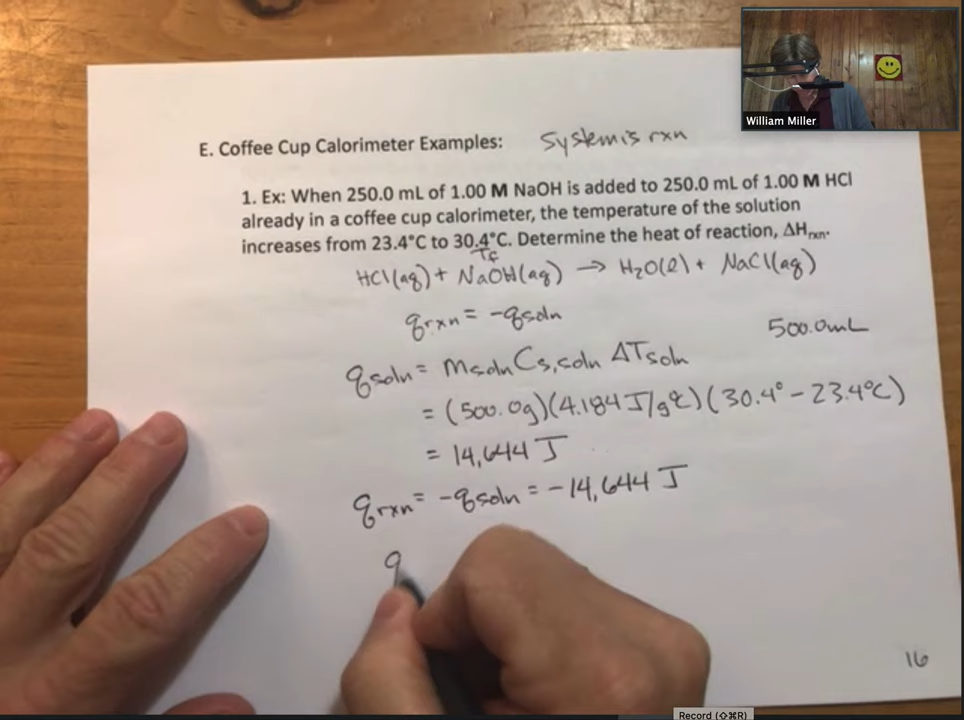 William Miller
E. Coffee Cup Calorimeter Examples: System is rxn
1. Ex: When 250.0 mL of 1.00 M NaOH is added to 250.0 mL of 1.00 M HCl
already in a coffee cup calorimeter, the temperature of the solution
increases from 23.4°C to 30.4°C. Determine the heat of reaction, ΔHrxn.
Tf
HCl(aq) + NaOH(aq) → H2O(l) + NaCl(aq)
qrxn = -qsoln
500.0mL
qsoln = msoln Cs,soln ΔTsoln
= (500.0g)(4.184 J/g°C)(30.4° - 23.4°C)
= 14,644 J
qrxn = -qsoln = -14,644 J
q
16
Record (⇧⌘R)